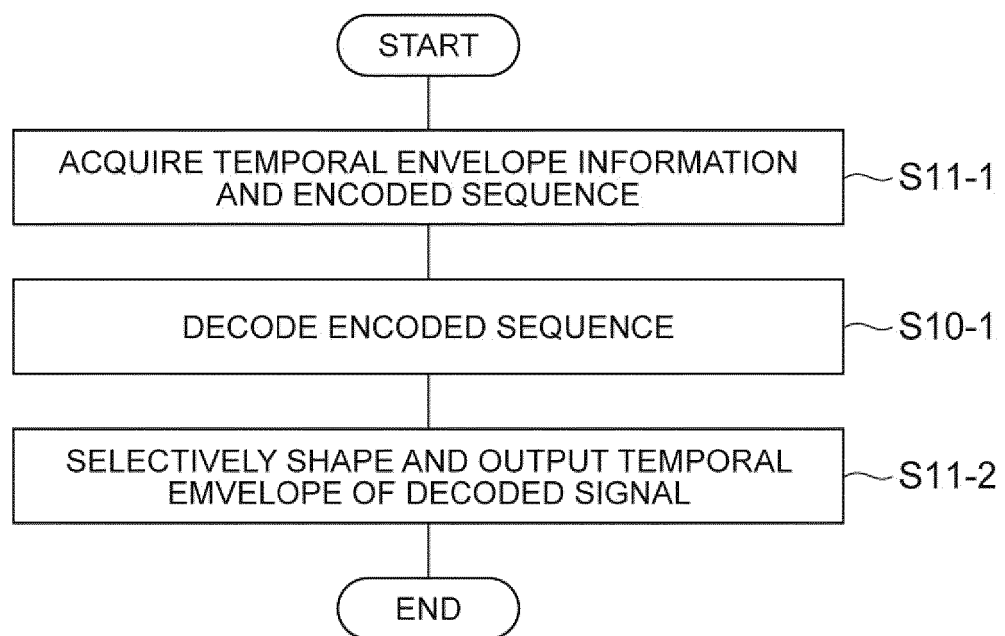 START
ACQUIRE TEMPORAL ENVELOPE INFORMATION
AND ENCODED SEQUENCE
S11-1
DECODE ENCODED SEQUENCE
S10-1
SELECTIVELY SHAPE AND OUTPUT TEMPORAL
EMVELOPE OF DECODED SIGNAL
S11-2
END